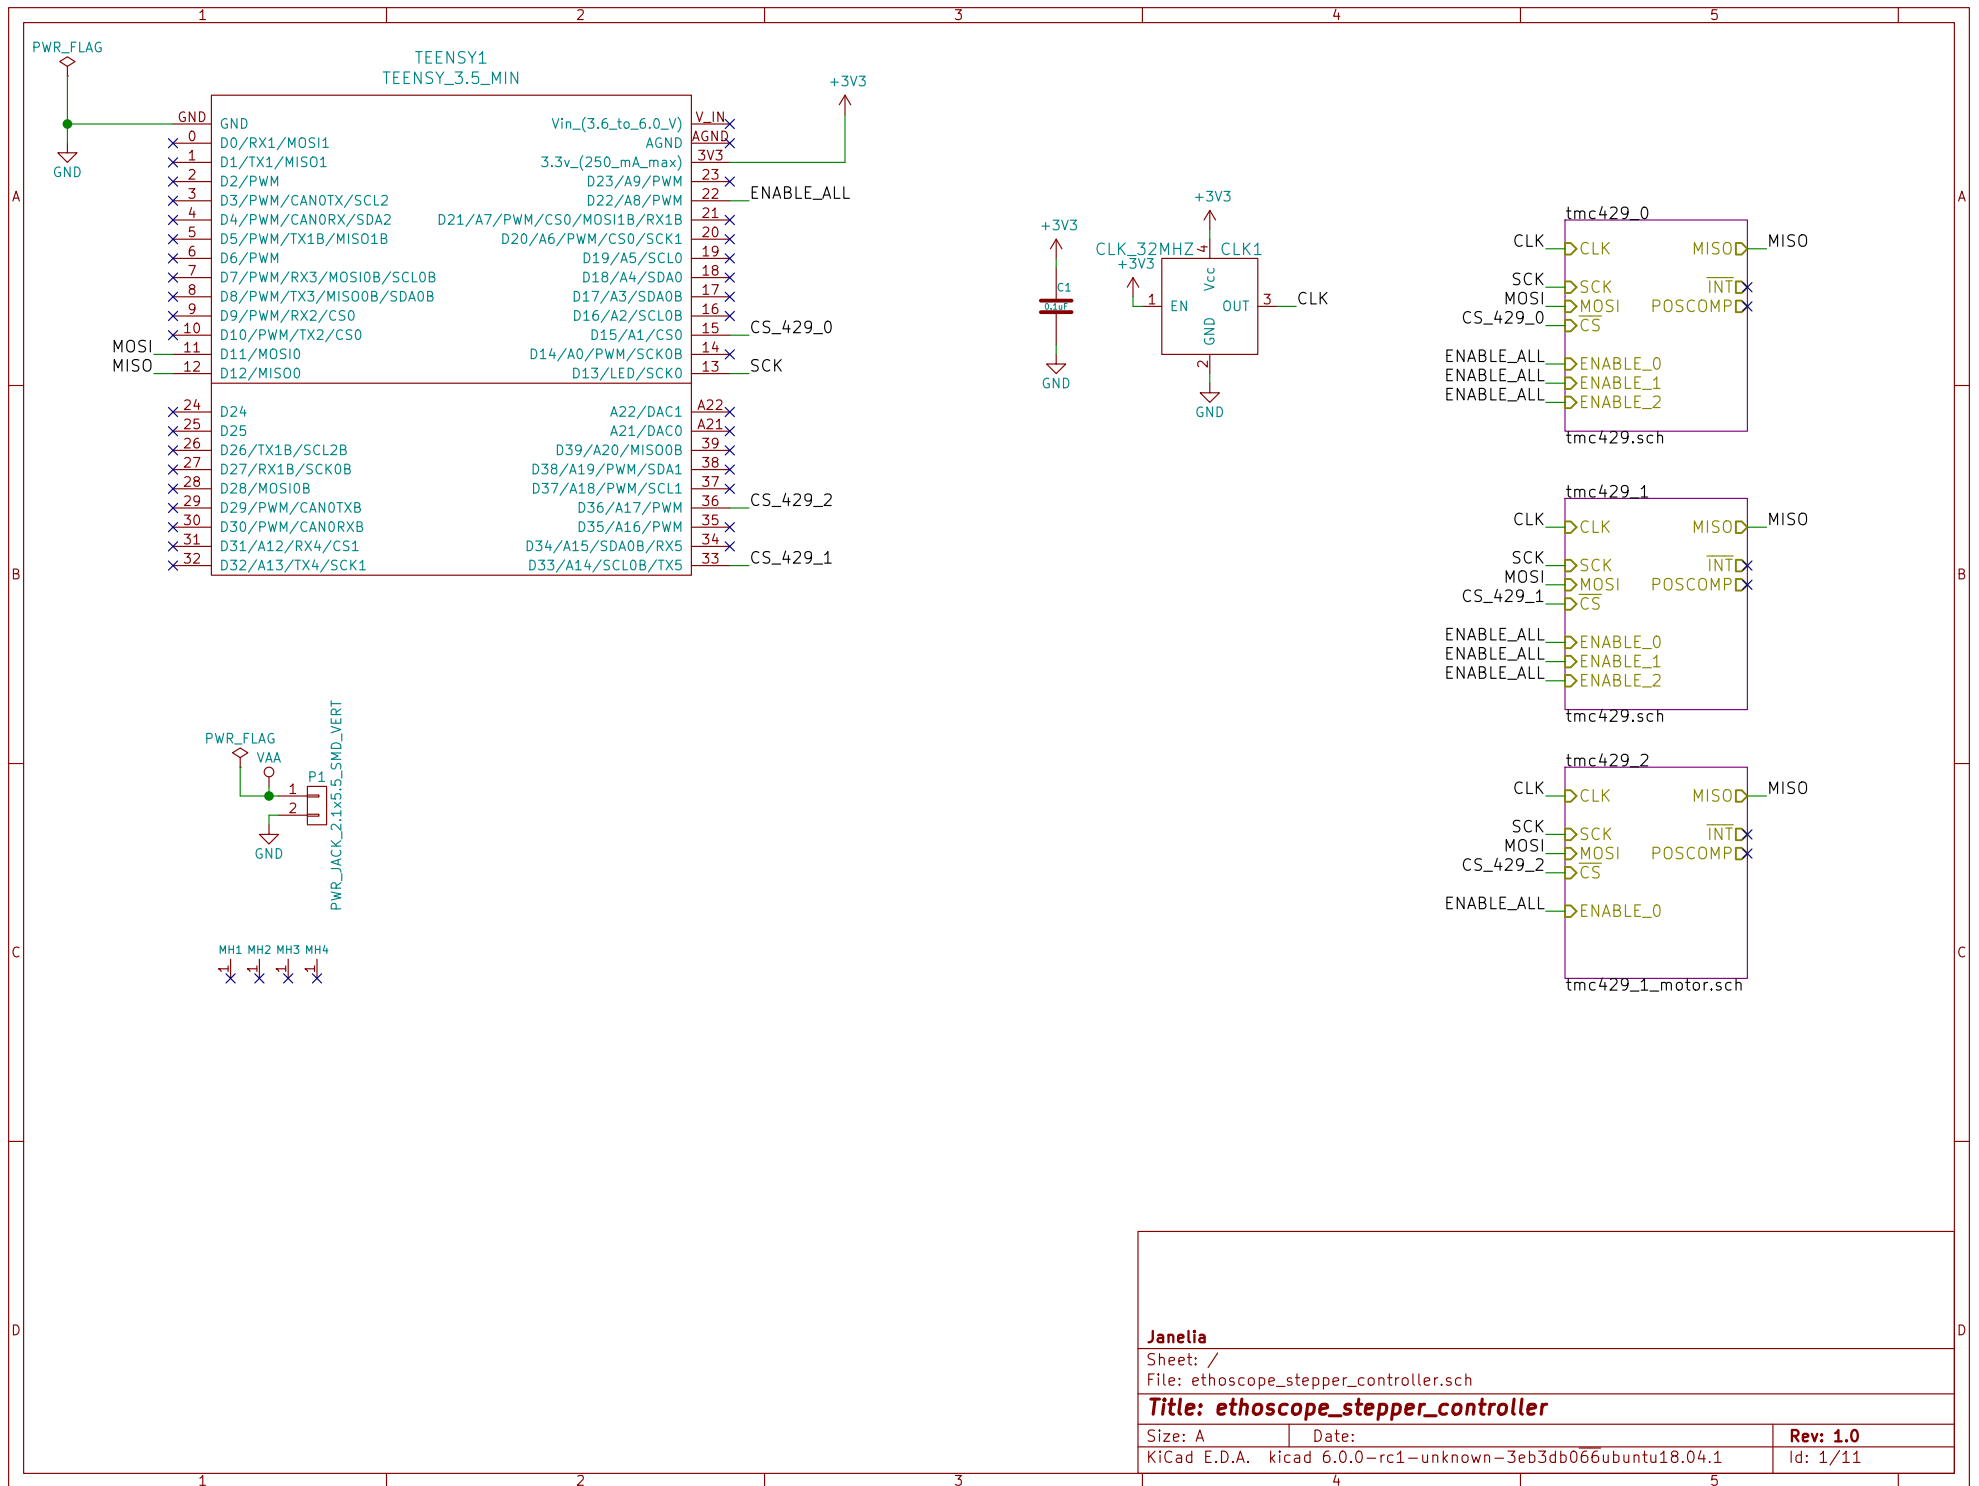 1 2 3 4 5
A
B
C
D
PWR_FLAG
GND
TEENSY1
TEENSY_3.5_MIN
+3V3
GND GND Vin_(3.6_to_6.0_V) V_IN
0 D0/RX1/MOSI1 AGND AGND
1 D1/TX1/MISO1 3.3v_(250_mA_max) 3V3
2 D2/PWM D23/A9/PWM 23
3 D3/PWM/CAN0TX/SCL2 D22/A8/PWM 22 ENABLE_ALL
4 D4/PWM/CAN0RX/SDA2 D21/A7/PWM/CS0/MOSI1B/RX1B 21
5 D5/PWM/TX1B/MISO1B D20/A6/PWM/CS0/SCK1 20
6 D6/PWM D19/A5/SCL0 19
7 D7/PWM/RX3/MOSI0B/SCL0B D18/A4/SDA0 18
8 D8/PWM/TX3/MISO0B/SDA0B D17/A3/SDA0B 17
9 D9/PWM/RX2/CS0 D16/A2/SCL0B 16
10 D10/PWM/TX2/CS0 D15/A1/CS0 15 CS_429_0
MOSI 11 D11/MOSI0 D14/A0/PWM/SCK0B 14
MISO 12 D12/MISO0 D13/LED/SCK0 13 SCK
24 D24 A22/DAC1 A22
25 D25 A21/DAC0 A21
26 D26/TX1B/SCL2B D39/A20/MISO0B 39
27 D27/RX1B/SCK0B D38/A19/PWM/SDA1 38
28 D28/MOSI0B D37/A18/PWM/SCL1 37
29 D29/PWM/CAN0TXB D36/A17/PWM 36 CS_429_2
30 D30/PWM/CAN0RXB D35/A16/PWM 35
31 D31/A12/RX4/CS1 D34/A15/SDA0B/RX5 34
32 D32/A13/TX4/SCK1 D33/A14/SCL0B/TX5 33 CS_429_1
+3V3
C1
0.1uF
GND
+3V3
CLK_32MHZ 4 CLK1
+3V3
Vcc
1 EN OUT 3 CLK
GND
2
GND
tmc429_0
CLK CLK MISO MISO
SCK SCK INT
MOSI MOSI POSCOMP
CS_429_0 CS
ENABLE_ALL ENABLE_0
ENABLE_ALL ENABLE_1
ENABLE_ALL ENABLE_2
tmc429.sch
tmc429_1
CLK CLK MISO MISO
SCK SCK INT
MOSI MOSI POSCOMP
CS_429_1 CS
ENABLE_ALL ENABLE_0
ENABLE_ALL ENABLE_1
ENABLE_ALL ENABLE_2
tmc429.sch
tmc429_2
CLK CLK MISO MISO
SCK SCK INT
MOSI MOSI POSCOMP
CS_429_2 CS
ENABLE_ALL ENABLE_0
tmc429_1_motor.sch
PWR_FLAG
VAA
P1
1
2
GND
PWR_JACK_2.1x5.5_SMD_VERT
MH1 MH2 MH3 MH4
1 1 1 1
Janelia
Sheet: /
File: ethoscope_stepper_controller.sch
Title: ethoscope_stepper_controller
Size: A Date: Rev: 1.0
KiCad E.D.A. kicad 6.0.0-rc1-unknown-3eb3db066ubuntu18.04.1 Id: 1/11
A
B
C
D
1 2 3 4 5